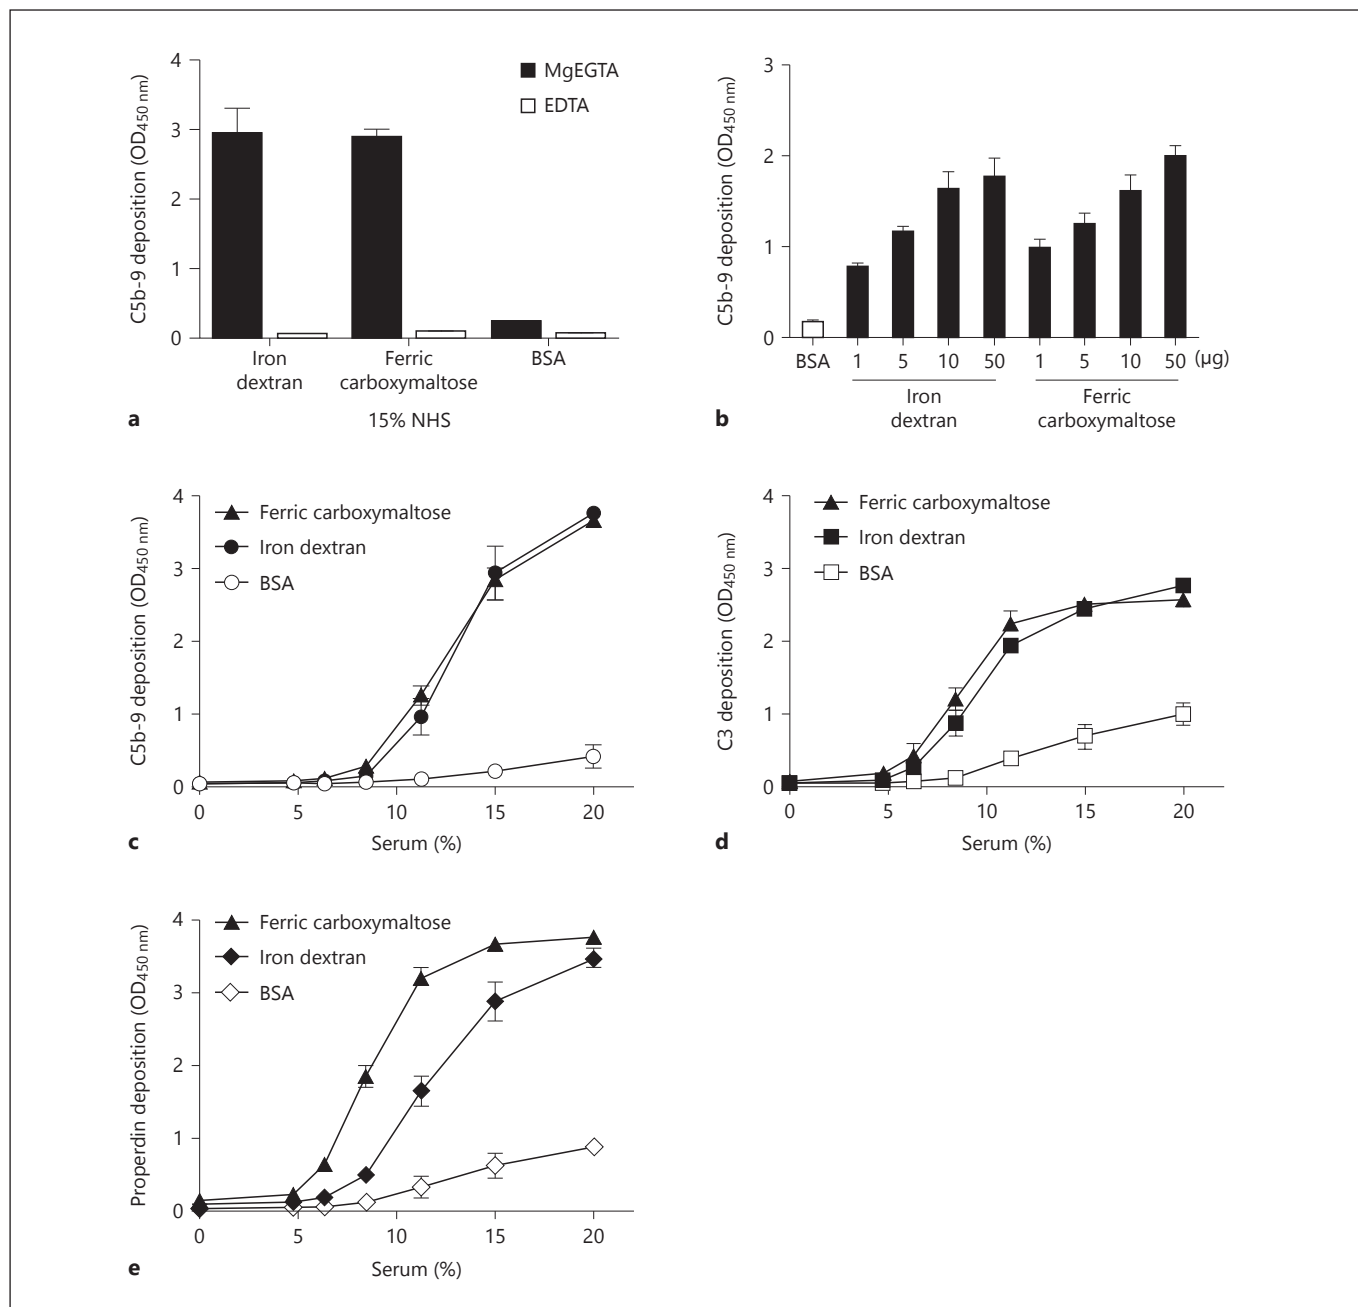 4
3
2
1
0
C5b-9 deposition (OD450 nm)
MgEGTA
EDTA
Iron
dextran
Ferric
carboxymaltose
BSA
15% NHS
a
3
2
1
0
C5b-9 deposition (OD450 nm)
BSA 1 5 10 50 1 5 10 50 (µg)
Iron
dextran
Ferric
carboxymaltose
b
4
3
2
1
0
C5b-9 deposition (OD450 nm)
Ferric carboxymaltose
Iron dextran
BSA
0 5 10 15 20
Serum (%)
c
4
3
2
1
0
C3 deposition (OD450 nm)
Ferric carboxymaltose
Iron dextran
BSA
0 5 10 15 20
Serum (%)
d
4
3
2
1
0
Properdin deposition (OD450 nm)
Ferric carboxymaltose
Iron dextran
BSA
0 5 10 15 20
Serum (%)
e